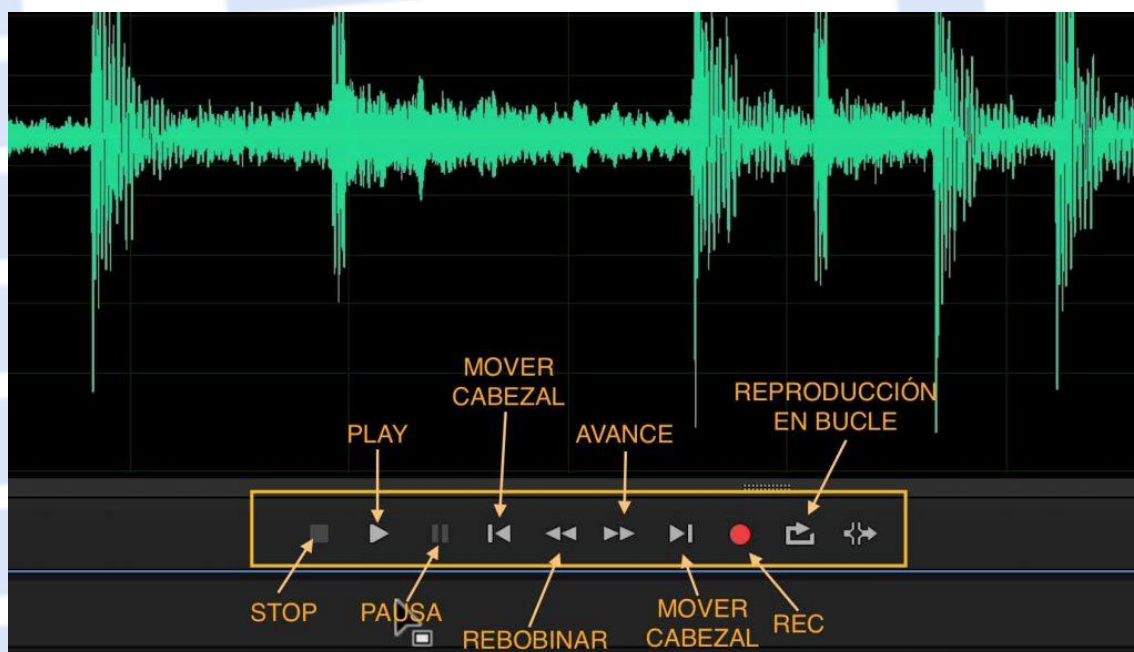 MOVER
CABEZAL
REPRODUCCIÓN
EN BUCLE
PLAY
AVANCE
STOP
PAUSA
REBOBINAR
MOVER
CABEZAL
REC